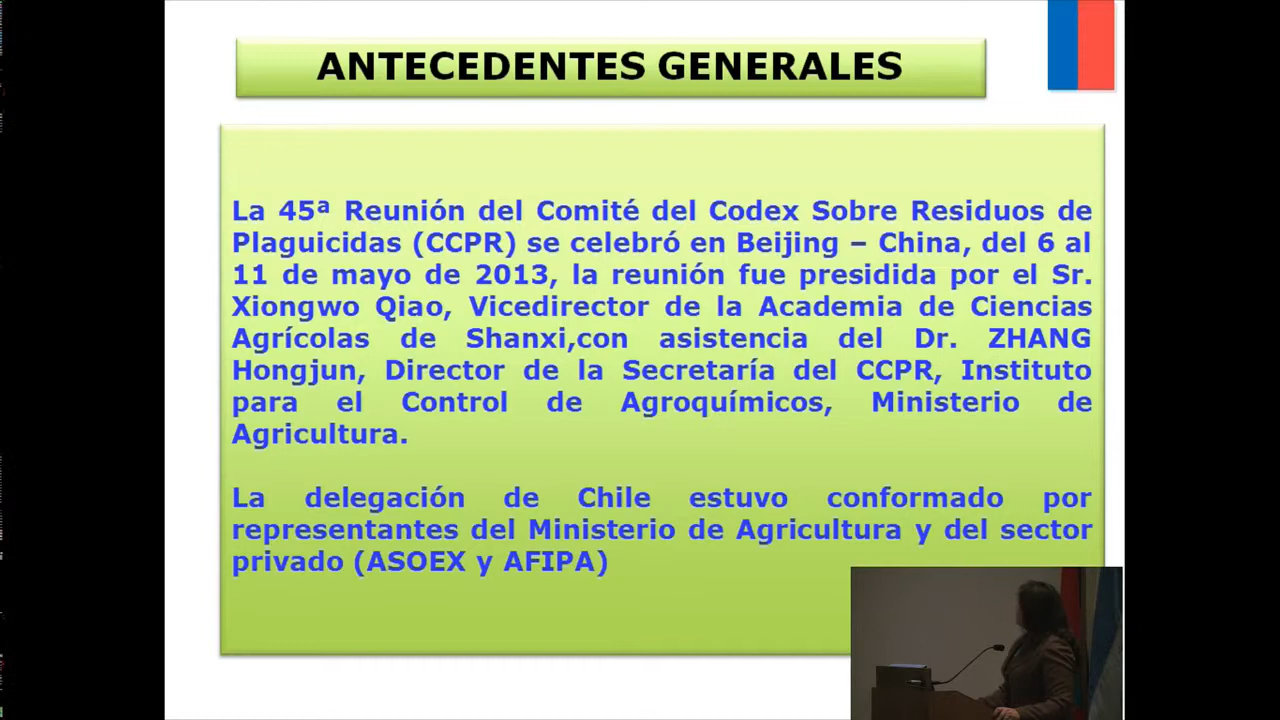 ANTECEDENTES GENERALES
La 45ª Reunión del Comité del Codex Sobre Residuos de
Plaguicidas (CCPR) se celebró en Beijing – China, del 6 al
11 de mayo de 2013, la reunión fue presidida por el Sr.
Xiongwo Qiao, Vicedirector de la Academia de Ciencias
Agrícolas de Shanxi,con asistencia del Dr. ZHANG
Hongjun, Director de la Secretaría del CCPR, Instituto
para el Control de Agroquímicos, Ministerio de
Agricultura.
La delegación de Chile estuvo conformado por
representantes del Ministerio de Agricultura y del sector
privado (ASOEX y AFIPA)